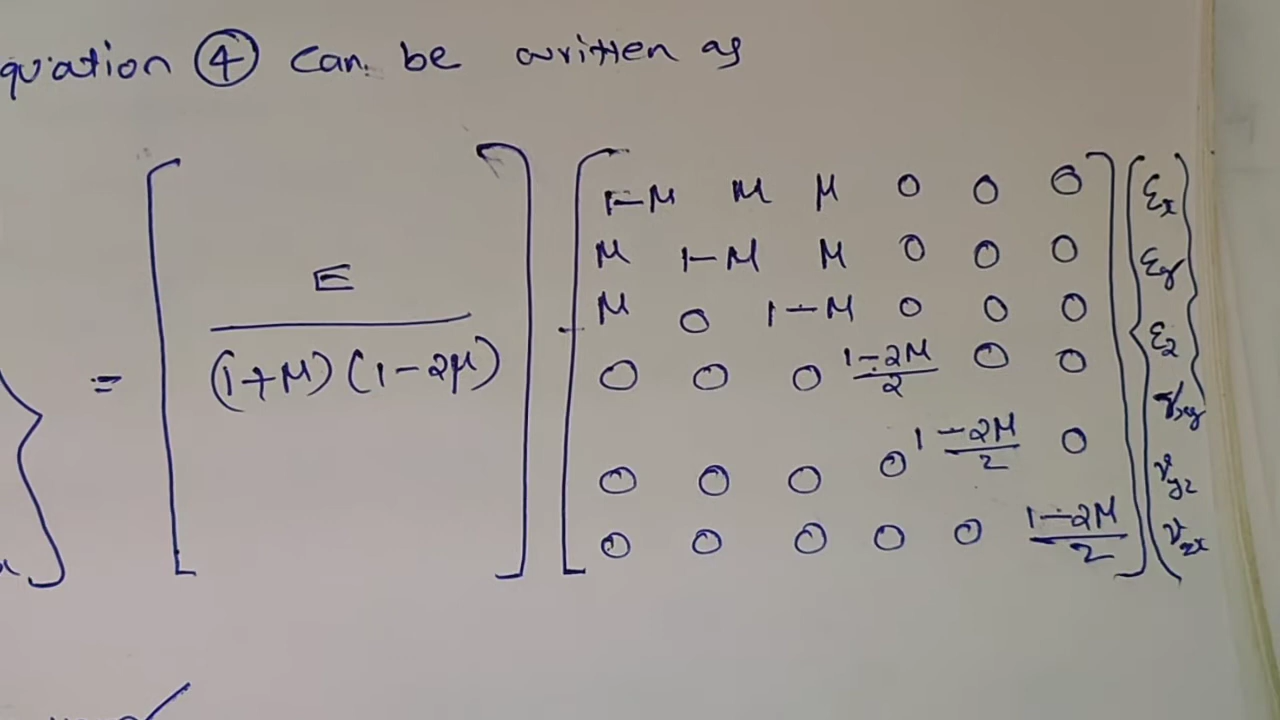 quation ④ can be written as
= [ E / (1+μ)(1-2μ) ] [ 1-μ μ μ 0 0 0 ] { εx
μ 1-μ μ 0 0 0 εy
μ 0 1-μ 0 0 0 εz
0 0 0 1-2μ/2 0 0 γxy
0 0 0 0 1-2μ/2 0 γyz
0 0 0 0 0 1-2μ/2 γzx